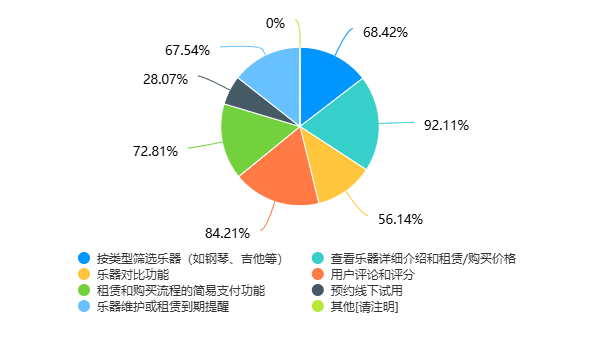 0%
68.42%
67.54%
28.07%
92.11%
72.81%
56.14%
84.21%
按类型筛选乐器（如钢琴、吉他等）
查看乐器详细介绍和租赁/购买价格
乐器对比功能
用户评论和评分
租赁和购买流程的简易支付功能
预约线下试用
乐器维护或租赁到期提醒
其他[请注明]